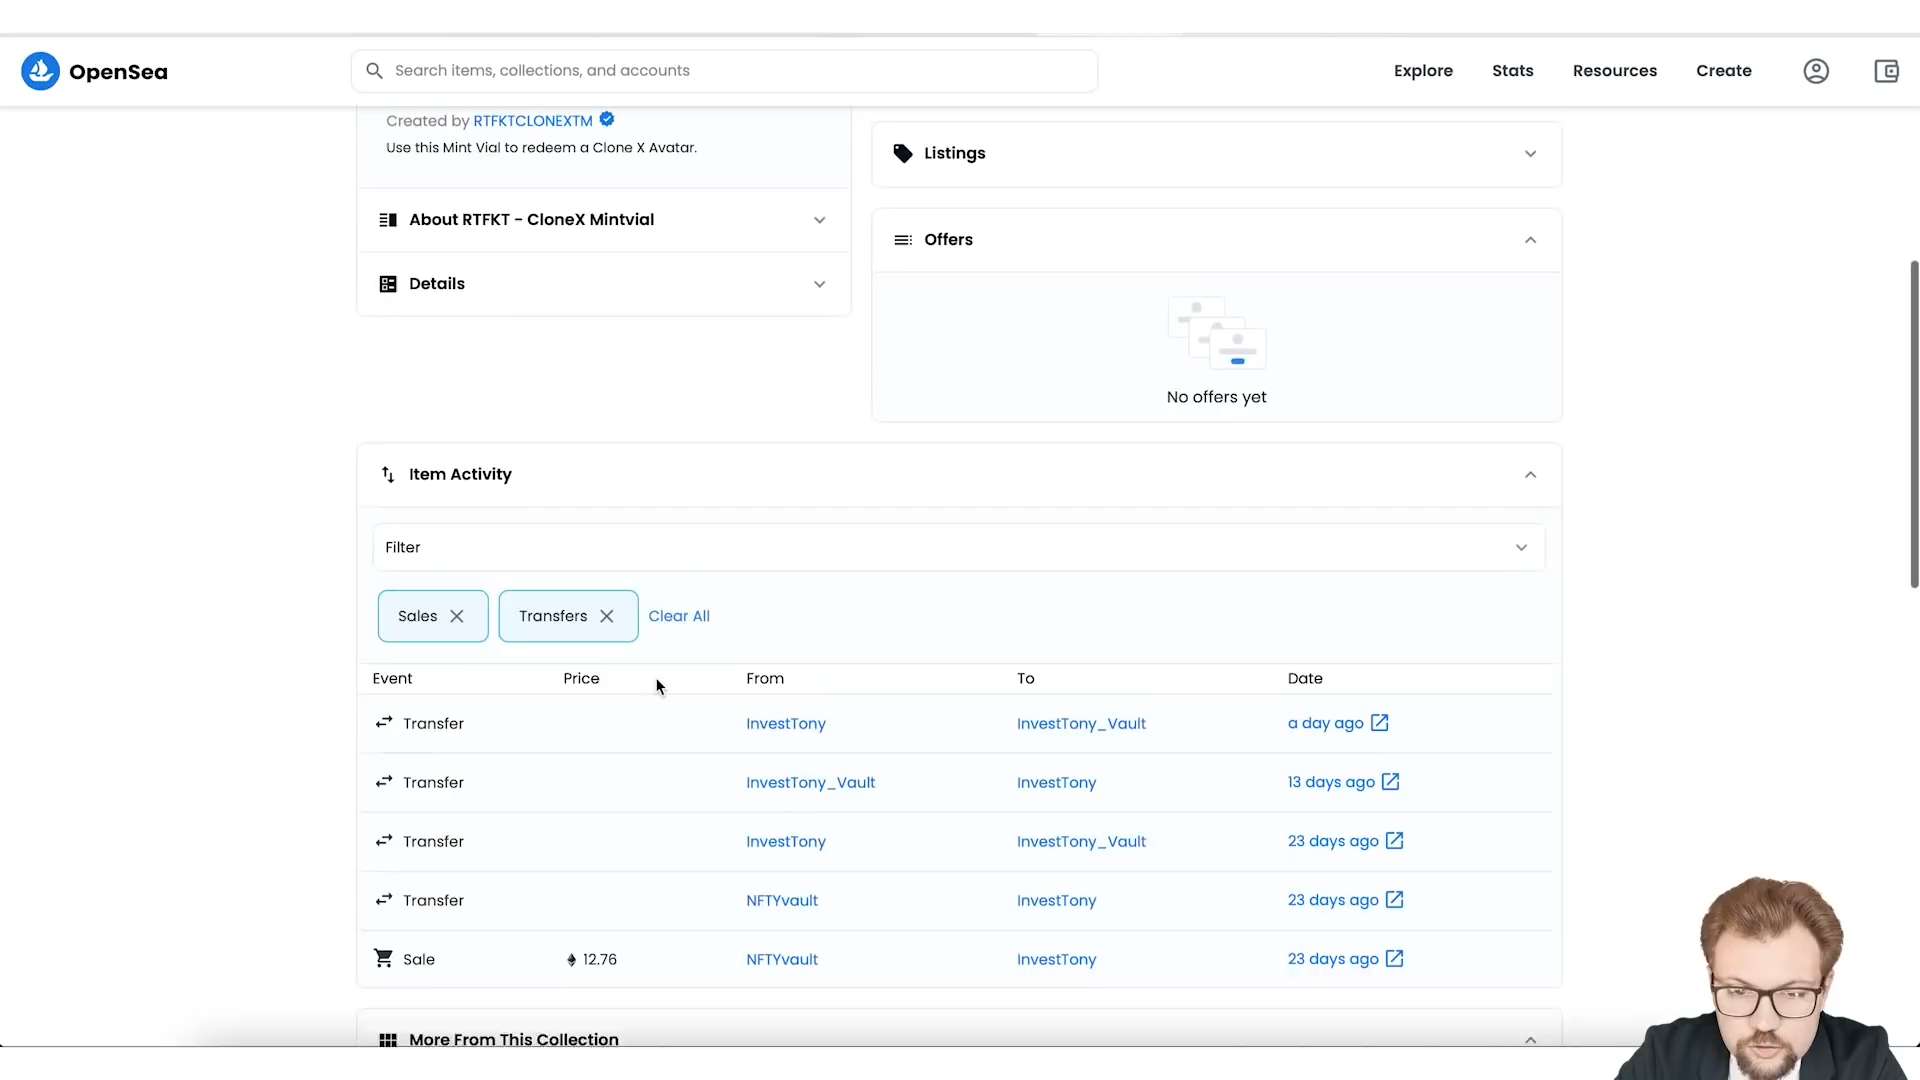 OpenSea
Search items, collections, and accounts
Explore
Stats
Resources
Create
Created by RTFKTCLONEXTM
Use this Mint Vial to redeem a Clone X Avatar.
About RTFKT - CloneX Mintvial
Details
Listings
Offers
No offers yet
Item Activity
Filter
Sales
Transfers
Clear All
Event Price From To Date
Transfer InvestTony InvestTony_Vault a day ago
Transfer InvestTony_Vault InvestTony 13 days ago
Transfer InvestTony InvestTony_Vault 23 days ago
Transfer NFTYvault InvestTony 23 days ago
Sale 12.76 NFTYvault InvestTony 23 days ago
More From This Collection